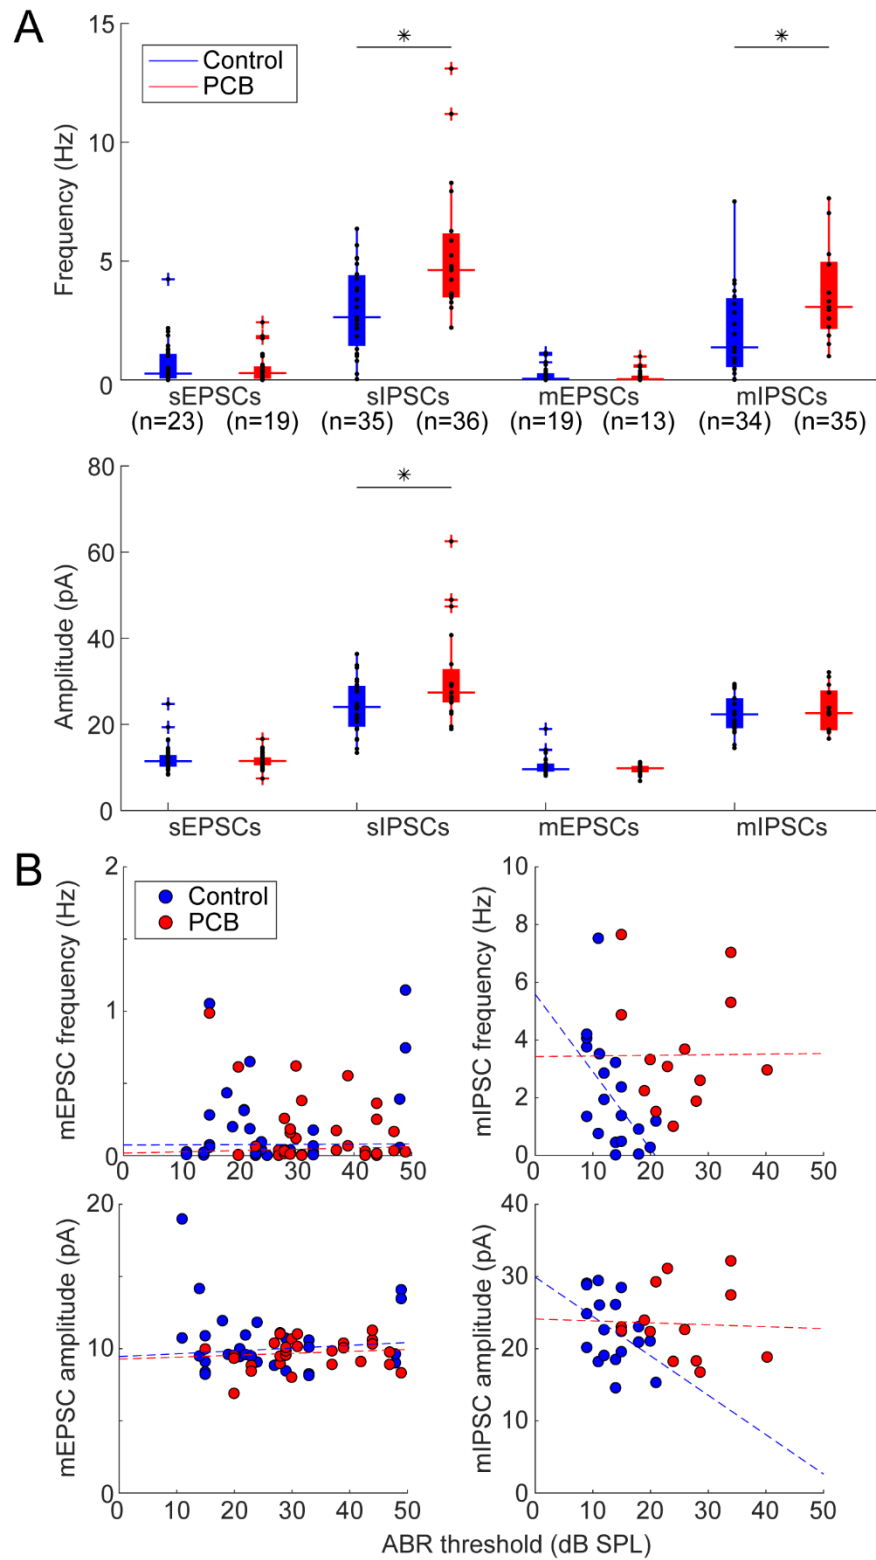 A
15
Control
PCB
*
*
10
5
0
Frequency (Hz)
sEPSCs
sIPSCs
mEPSCs
mIPSCs
(n=23) (n=19) (n=35) (n=36) (n=19) (n=13) (n=34) (n=35)
80
*
60
40
20
0
Amplitude (pA)
sEPSCs
sIPSCs
mEPSCs
mIPSCs
B
2
Control
PCB
1
0
mEPSC frequency (Hz)
0 10 20 30 40 50
10
8
6
4
2
0
mIPSC frequency (Hz)
0 10 20 30 40 50
20
10
0
mEPSC amplitude (pA)
0 10 20 30 40 50
40
30
20
10
0
mIPSC amplitude (pA)
0 10 20 30 40 50
ABR threshold (dB SPL)